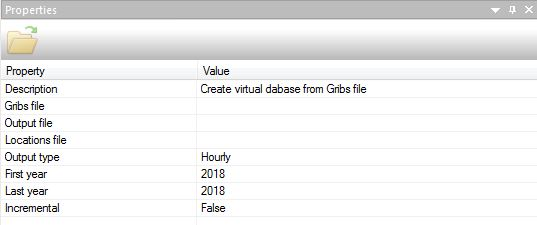 Properties
Property Value
Description Create virtual dabase from Gribs file
Gribs file
Output file
Locations file
Output type Hourly
First year 2018
Last year 2018
Incremental False